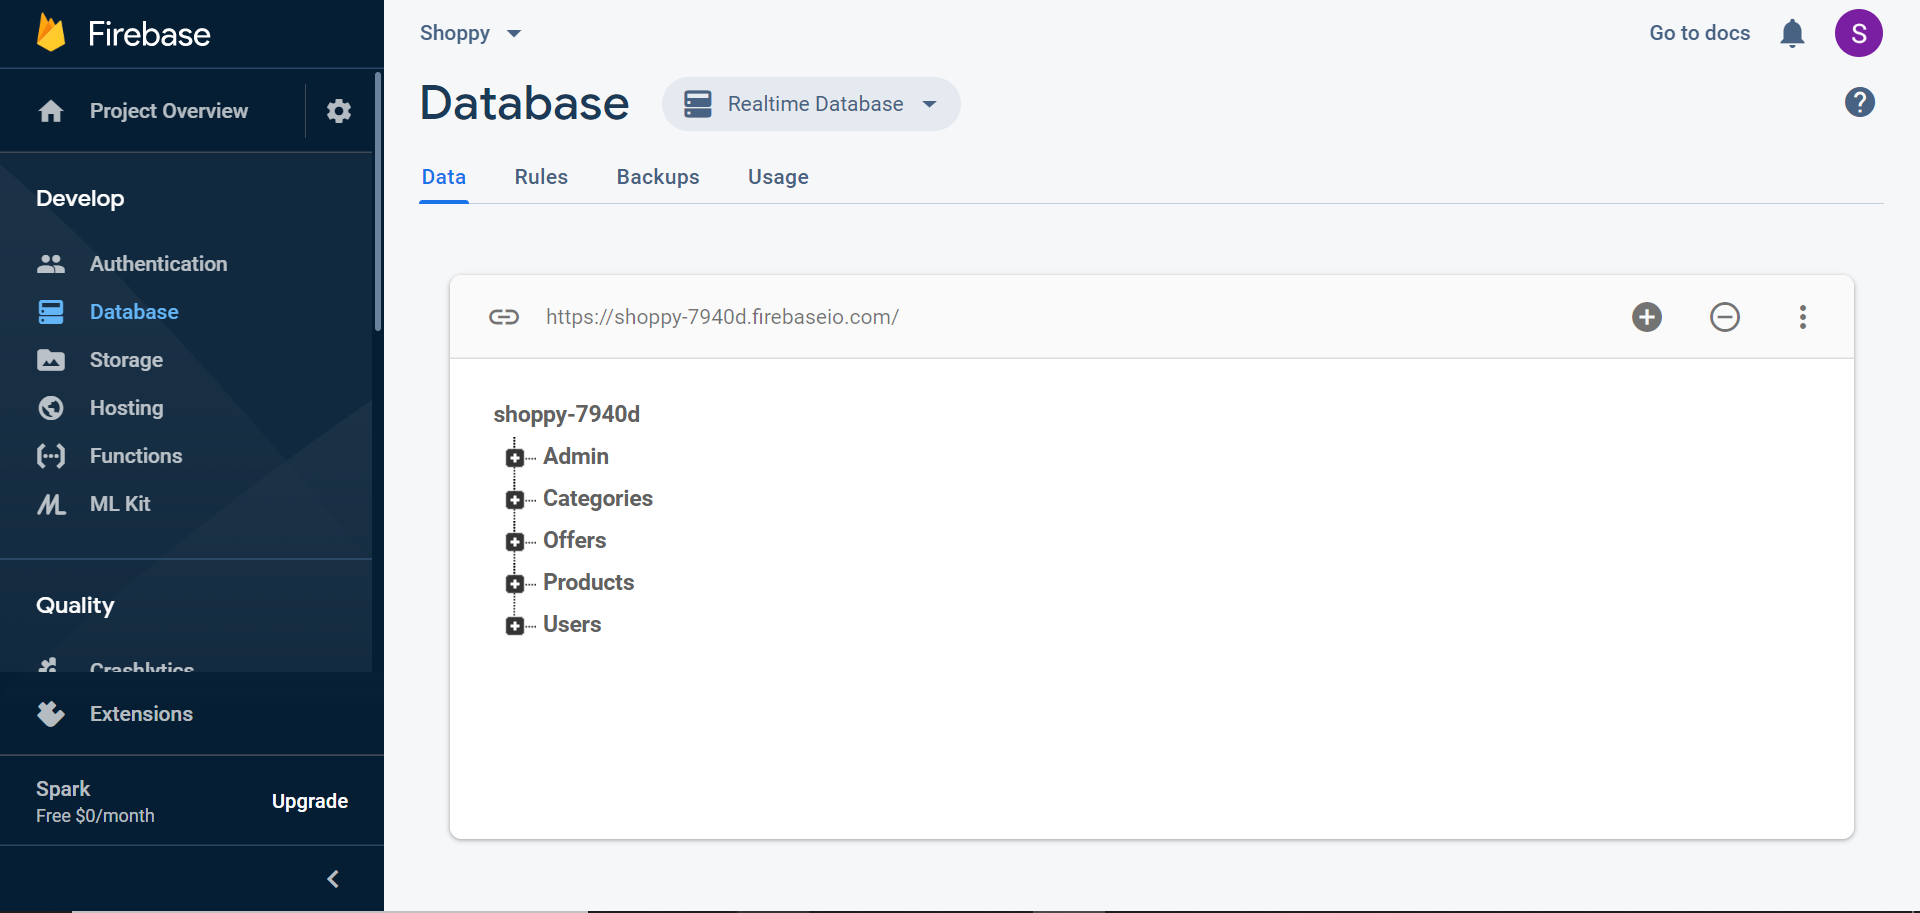 Firebase
Project Overview
Develop
Authentication
Database
Storage
Hosting
Functions
ML Kit
Quality
Crashlytics
Extensions
Spark
Free $0/month
Upgrade
Shoppy
Go to docs
S
Database
Realtime Database
?
Data Rules Backups Usage
https://shoppy-7940d.firebaseio.com/
shoppy-7940d
Admin
Categories
Offers
Products
Users